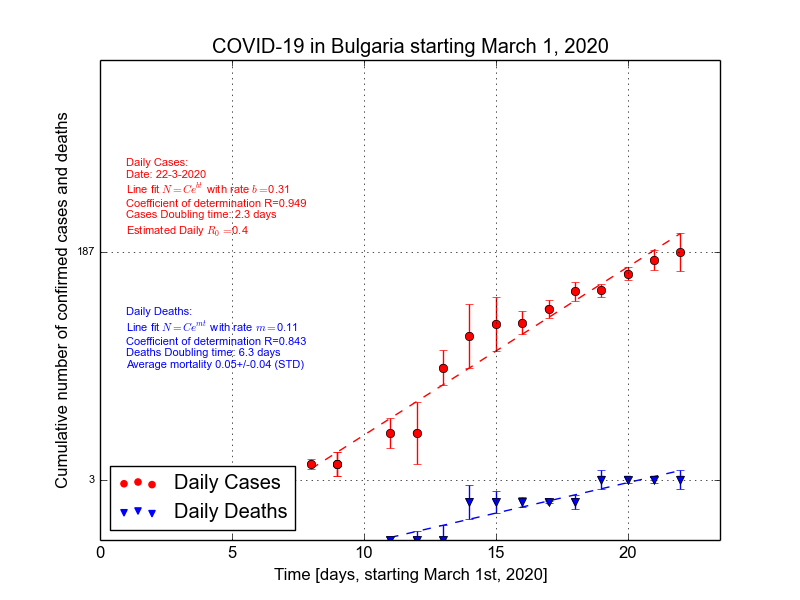 COVID-19 in Bulgaria starting March 1, 2020
Cumulative number of confirmed cases and deaths
Daily Cases:
Date: 22-3-2020
Line fit N=Ce^{bt} with rate b=0.31
Coefficient of determination R=0.949
Cases Doubling time: 2.3 days
Estimated Daily R_0=0.4
187
Daily Deaths:
Line fit N=Ce^{mt} with rate m=0.11
Coefficient of determination R=0.843
Deaths Doubling time: 6.3 days
Average mortality 0.05+/-0.04 (STD)
3
Daily Cases
Daily Deaths
0 5 10 15 20
Time [days, starting March 1st, 2020]